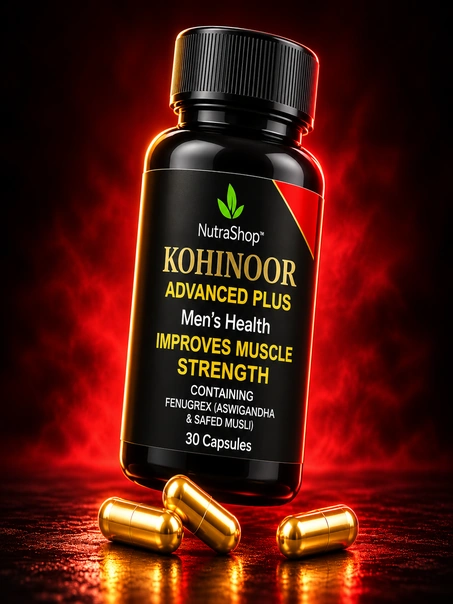 NutraShop™
KOHINOOR
ADVANCED PLUS
Men's Health
IMPROVES MUSCLE
STRENGTH
CONTAINING
FENUGREX (ASWIGANDHA
& SAFED MUSLI)
30 Capsules